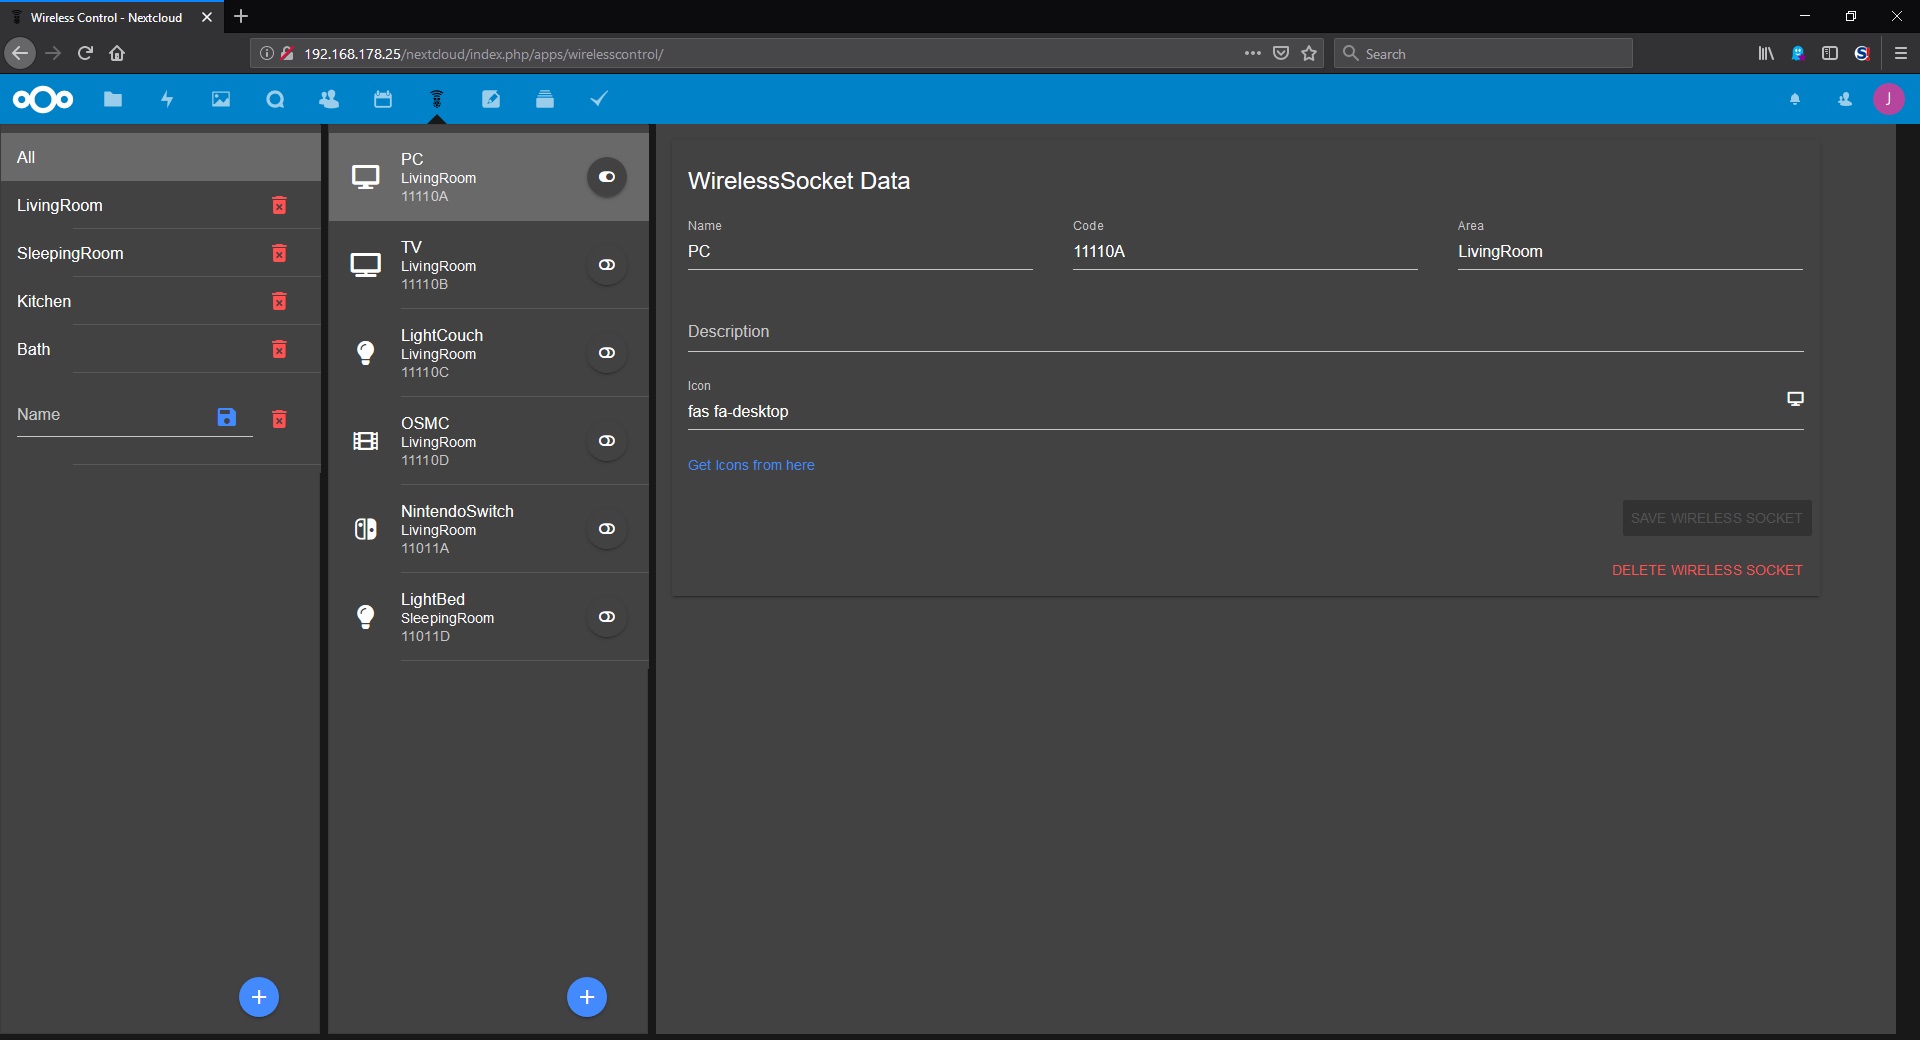 Wireless Control - Nextcloud
192.168.178.25/nextcloud/index.php/apps/wirelesscontrol/
Search
J
All
LivingRoom
SleepingRoom
Kitchen
Bath
Name
PC
LivingRoom
11110A
TV
LivingRoom
11110B
LightCouch
LivingRoom
11110C
OSMC
LivingRoom
11110D
NintendoSwitch
LivingRoom
11011A
LightBed
SleepingRoom
11011D
WirelessSocket Data
Name
PC
Code
11110A
Area
LivingRoom
Description
Icon
fas fa-desktop
Get Icons from here
SAVE WIRELESS SOCKET
DELETE WIRELESS SOCKET